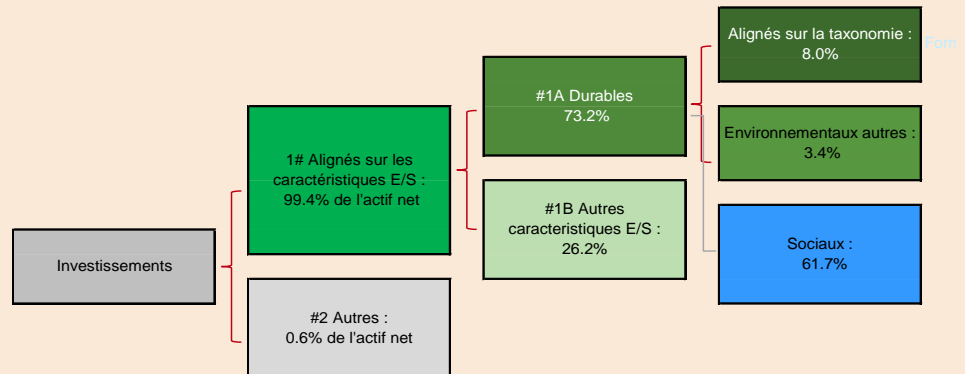 Alignés sur la taxonomie :
8.0%
Forn
#1A Durables
73.2%
Environnementaux autres :
3.4%
1# Alignés sur les
caractéristiques E/S :
99.4% de l'actif net
#1B Autres
caracteristiques E/S :
26.2%
Sociaux :
61.7%
Investissements
#2 Autres :
0.6% de l'actif net